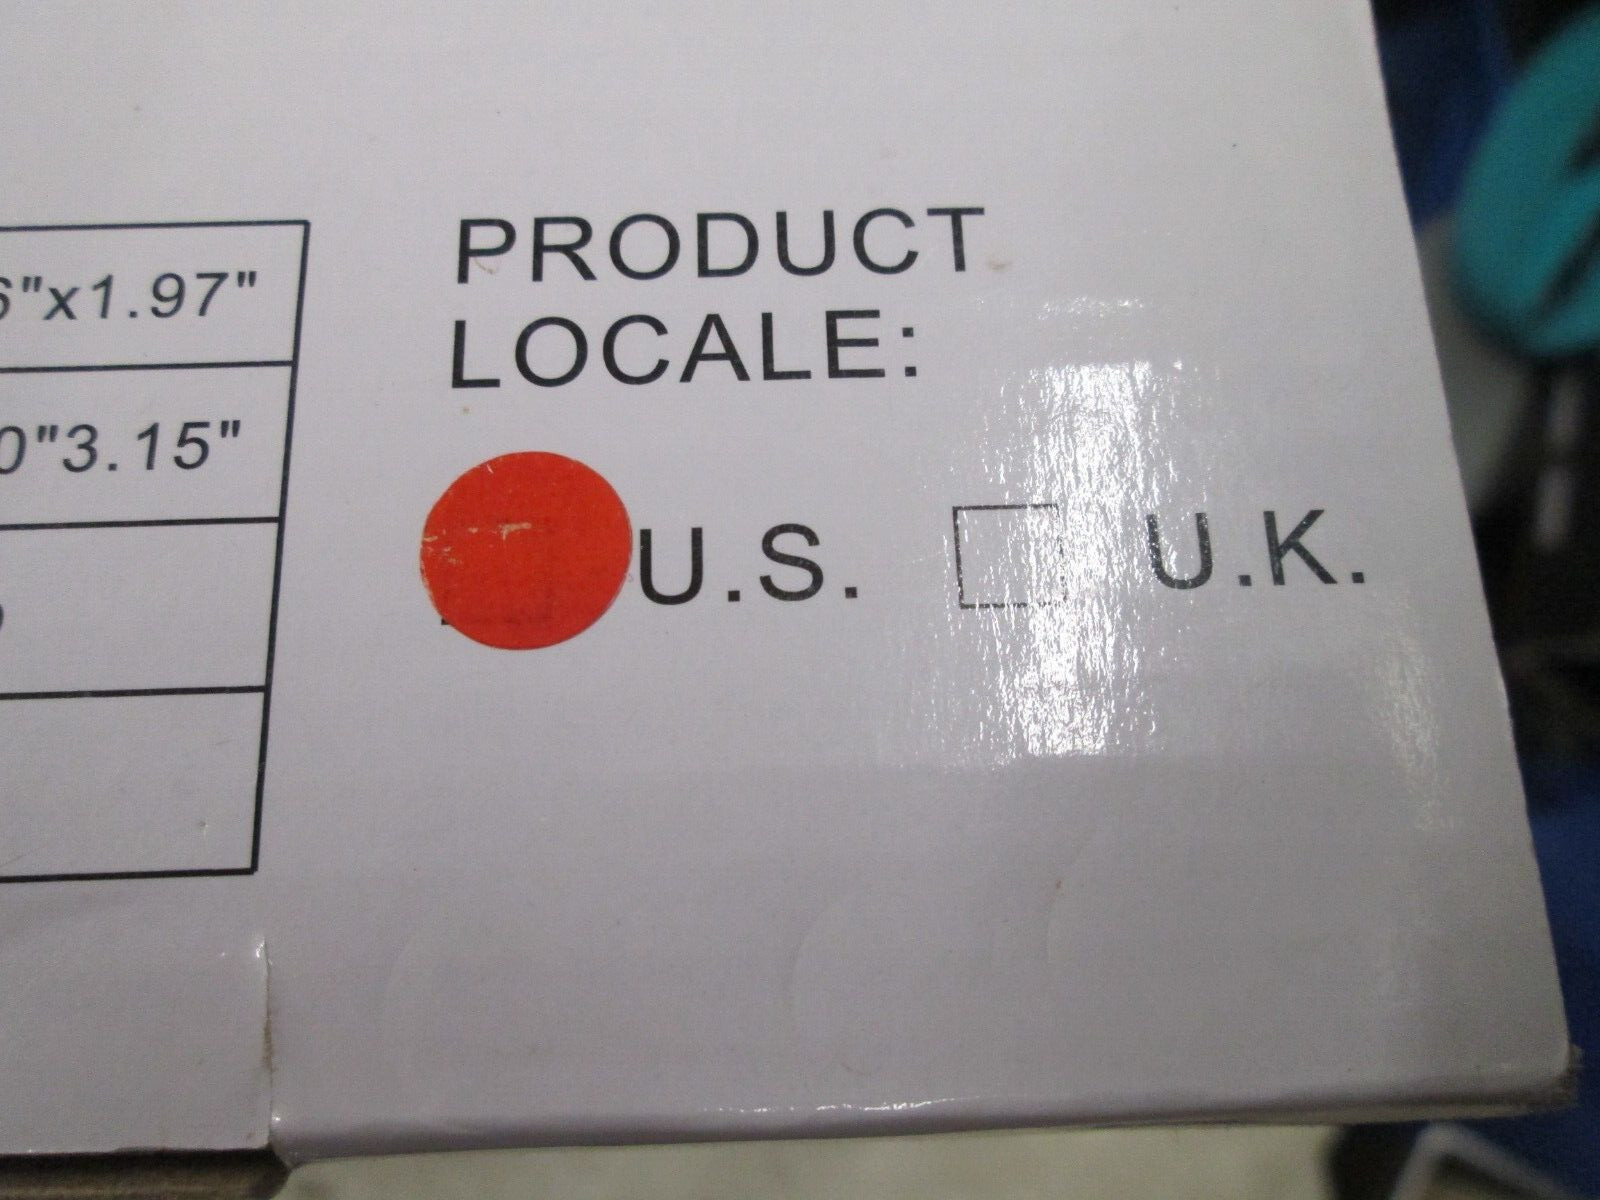 6"x1.97"
0"3.15"
PRODUCT
LOCALE:
U.S. U.K.